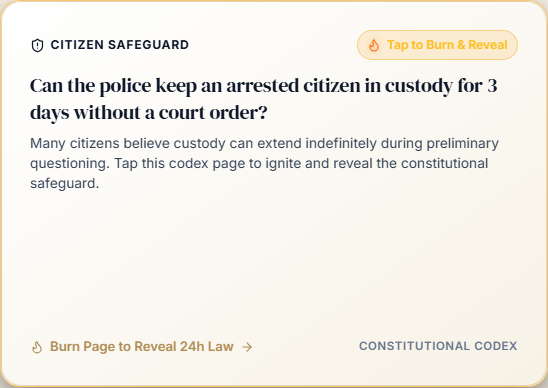 CITIZEN SAFEGUARD
Tap to Burn & Reveal
Can the police keep an arrested citizen in custody for 3
days without a court order?
Many citizens believe custody can extend indefinitely during preliminary
questioning. Tap this codex page to ignite and reveal the constitutional
safeguard.
Burn Page to Reveal 24h Law →
CONSTITUTIONAL CODEX